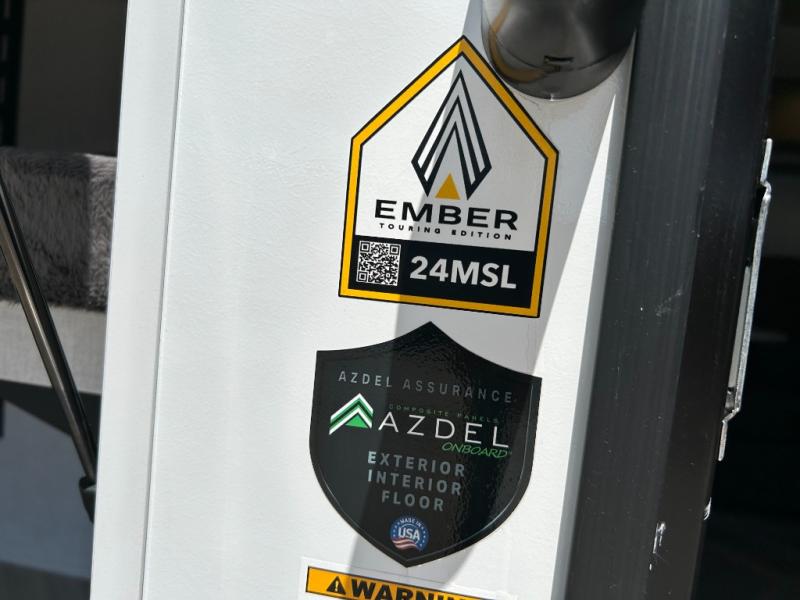 EMBER
TOURING EDITION
24MSL
AZDEL ASSURANCE
COMPOSITE PANELS
AZDEL
ONBOARD
EXTERIOR
INTERIOR
FLOOR
MADE IN
USA
WARNING